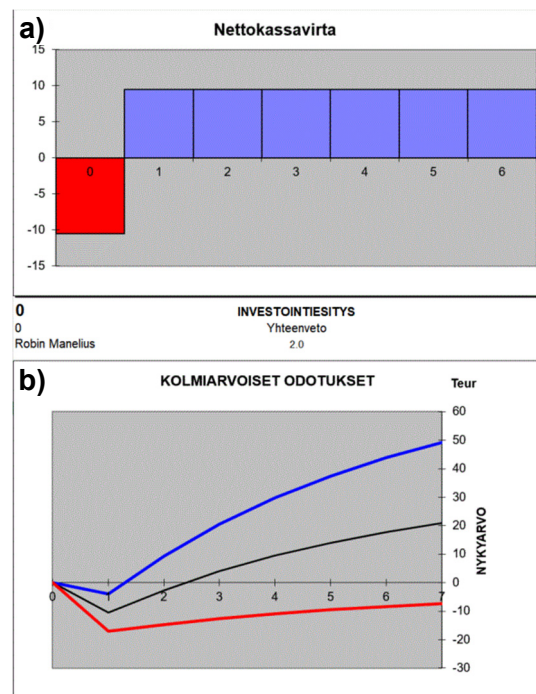 a)
Nettokassavirta
15
10
5
0
-5
-10
-15
0 1 2 3 4 5 6
0 INVESTOINTIESITYS
0 Yhteenveto
Robin Manelius 2.0
b)
KOLMIARVOISET ODOTUKSET Teur
60
50
40
30
20
10
0
-10
-20
-30
NYKYARVO
0 1 2 3 4 5 6 7